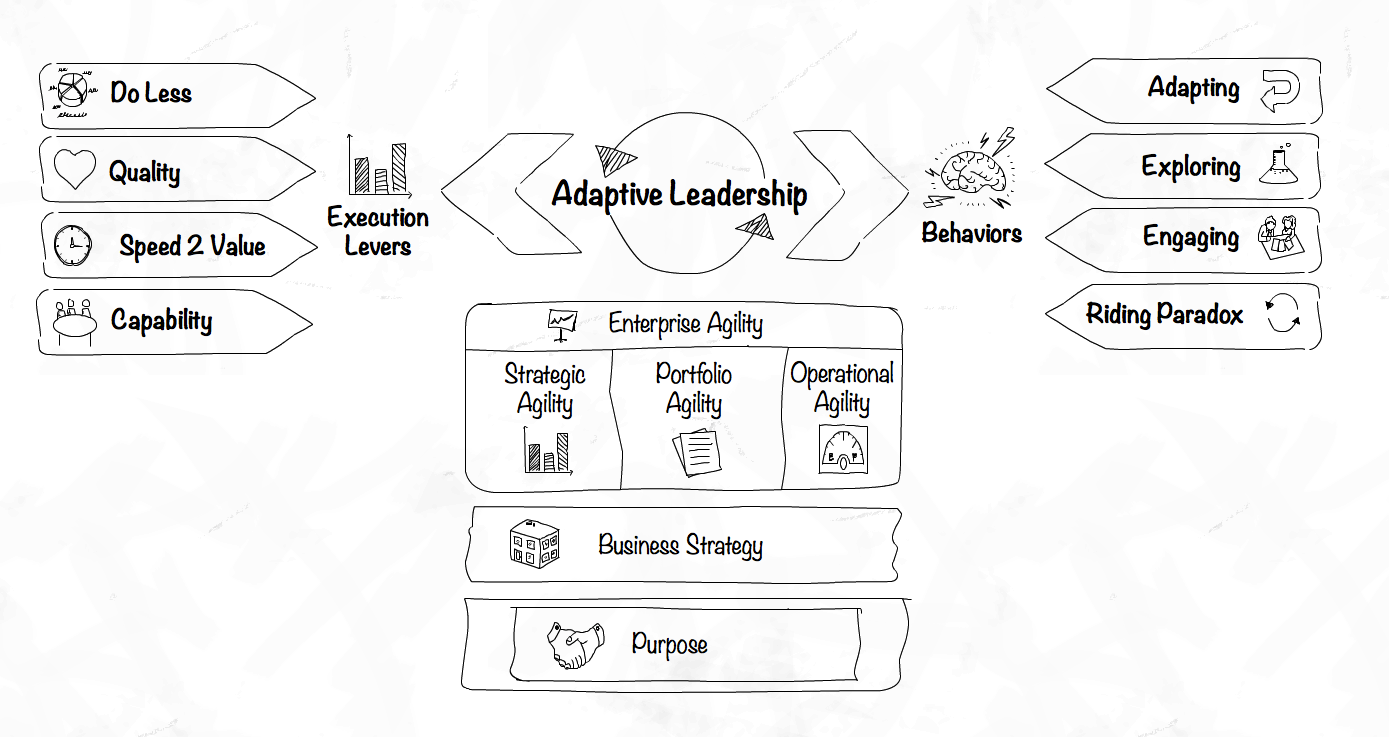 Do Less
Quality
Speed 2 Value
Capability
Execution
Levers
Adaptive Leadership
Behaviors
Adapting
Exploring
Engaging
Riding Paradox
Enterprise Agility
Strategic
Agility
Portfolio
Agility
Operational
Agility
E F
Business Strategy
Purpose